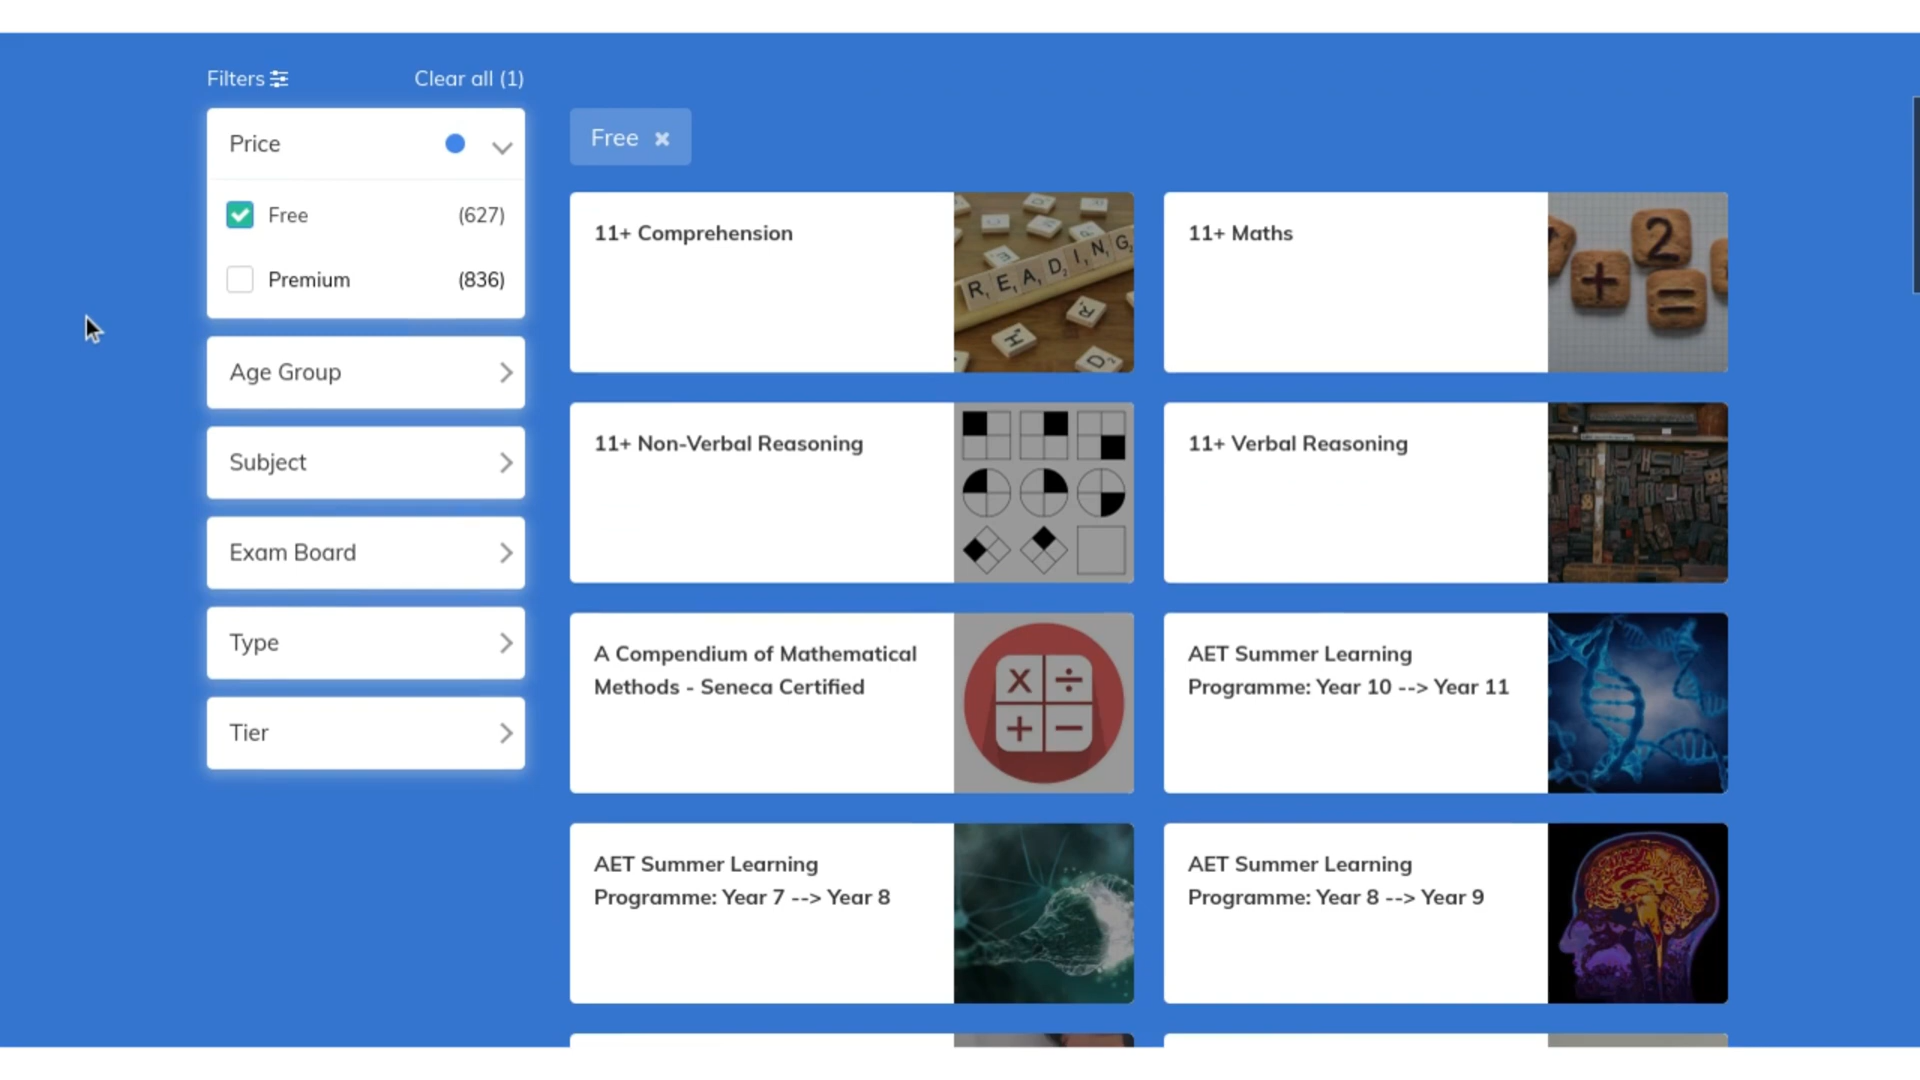 Filters
Clear all (1)
Price
Free (627)
Premium (836)
Age Group
Subject
Exam Board
Type
Tier
Free ×
11+ Comprehension
READING
11+ Maths
2
+ =
11+ Non-Verbal Reasoning
11+ Verbal Reasoning
A Compendium of Mathematical
Methods - Seneca Certified
x ÷
+ −
AET Summer Learning
Programme: Year 10 --> Year 11
AET Summer Learning
Programme: Year 7 --> Year 8
AET Summer Learning
Programme: Year 8 --> Year 9